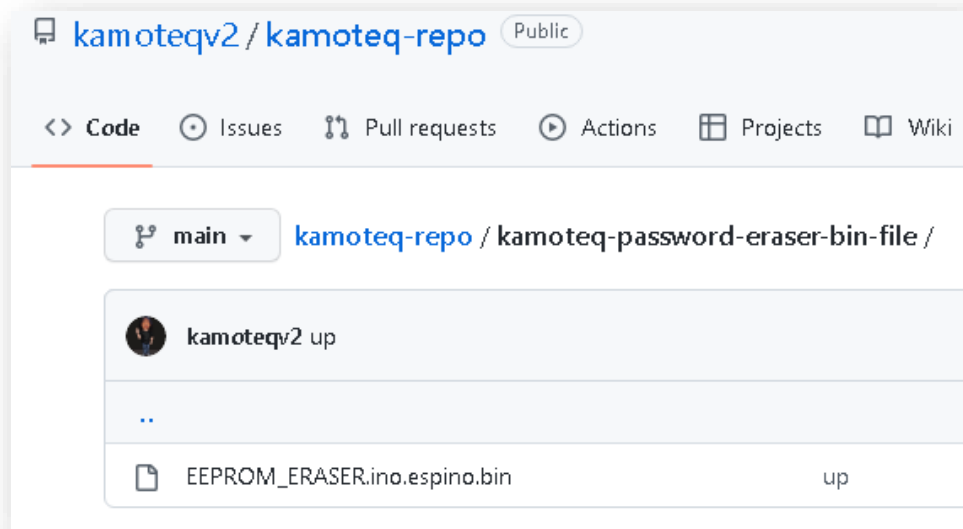 kamoteqv2 / kamoteq-repo Public
<> Code Issues Pull requests Actions Projects Wiki
main kamoteq-repo / kamoteq-password-eraser-bin-file /
kamoteqv2 up
..
EEPROM_ERASER.ino.espino.bin up